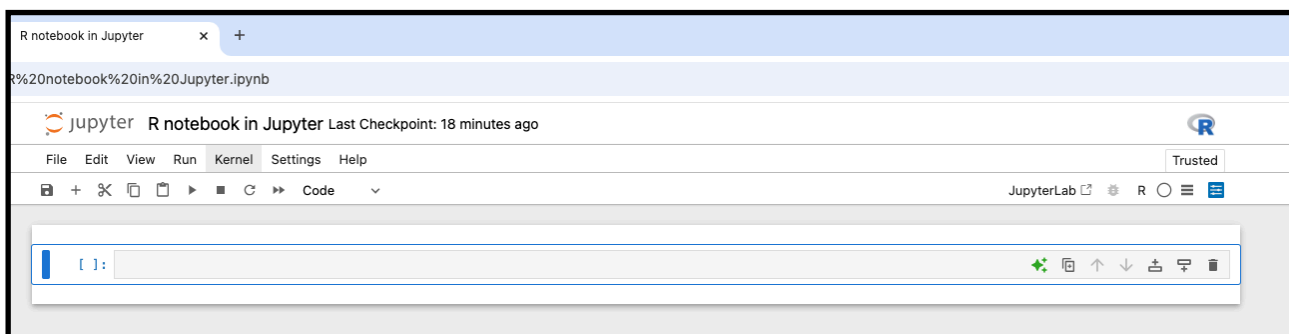 R notebook in Jupyter
R%20notebook%20in%20Jupyter.ipynb
jupyter R notebook in Jupyter Last Checkpoint: 18 minutes ago
R
File Edit View Run Kernel Settings Help
Trusted
Code
JupyterLab R
[ ]: